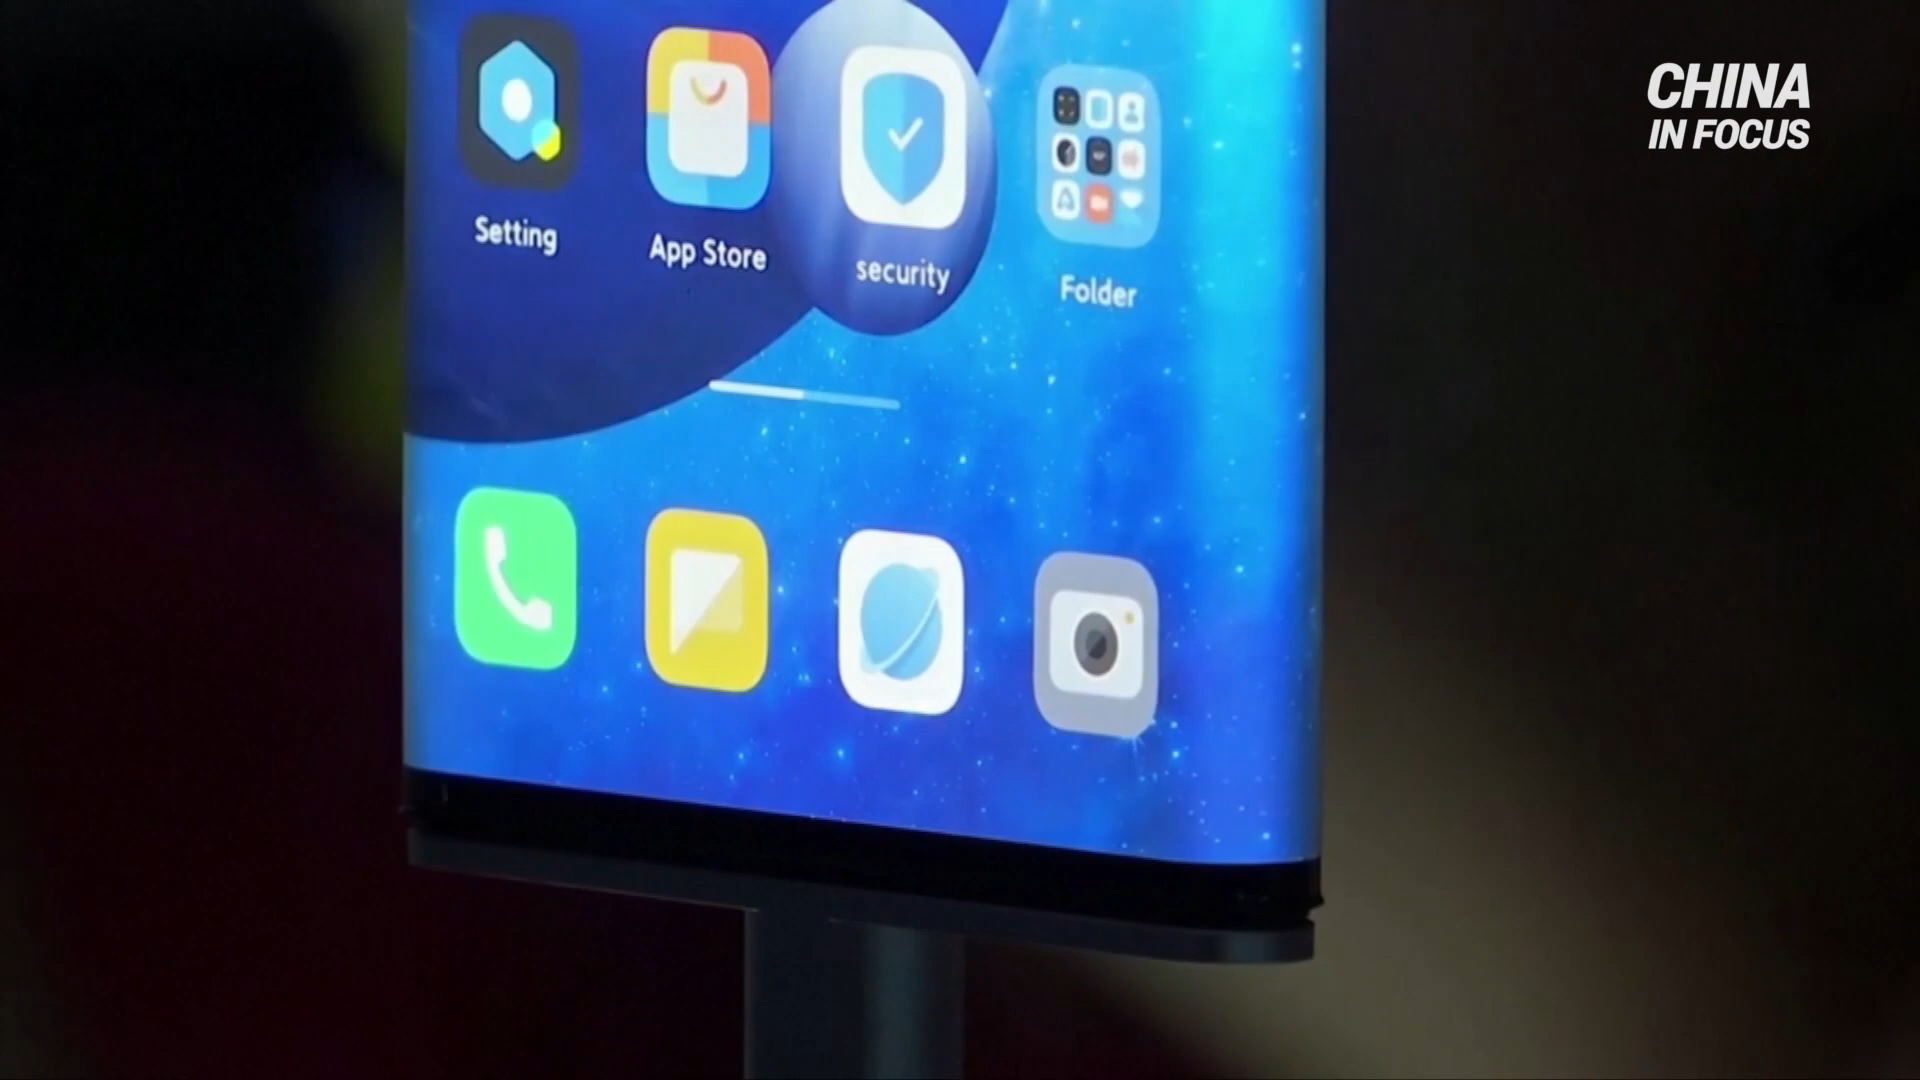 CHINA
IN FOCUS
Setting
App Store
security
Folder